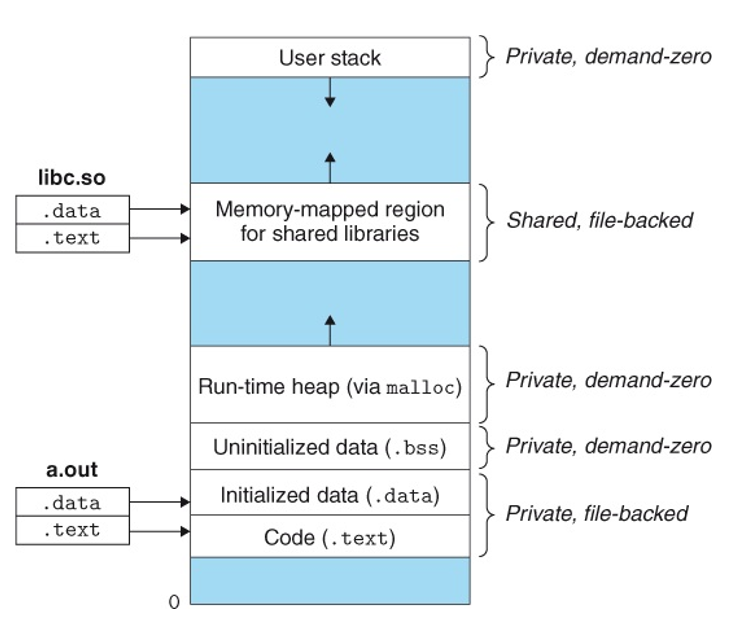 User stack
Private, demand-zero
libc.so
.data
.text
Memory-mapped region
for shared libraries
Shared, file-backed
Run-time heap (via malloc)
Private, demand-zero
Uninitialized data (.bss)
Private, demand-zero
a.out
.data
.text
Initialized data (.data)
Code (.text)
Private, file-backed
0